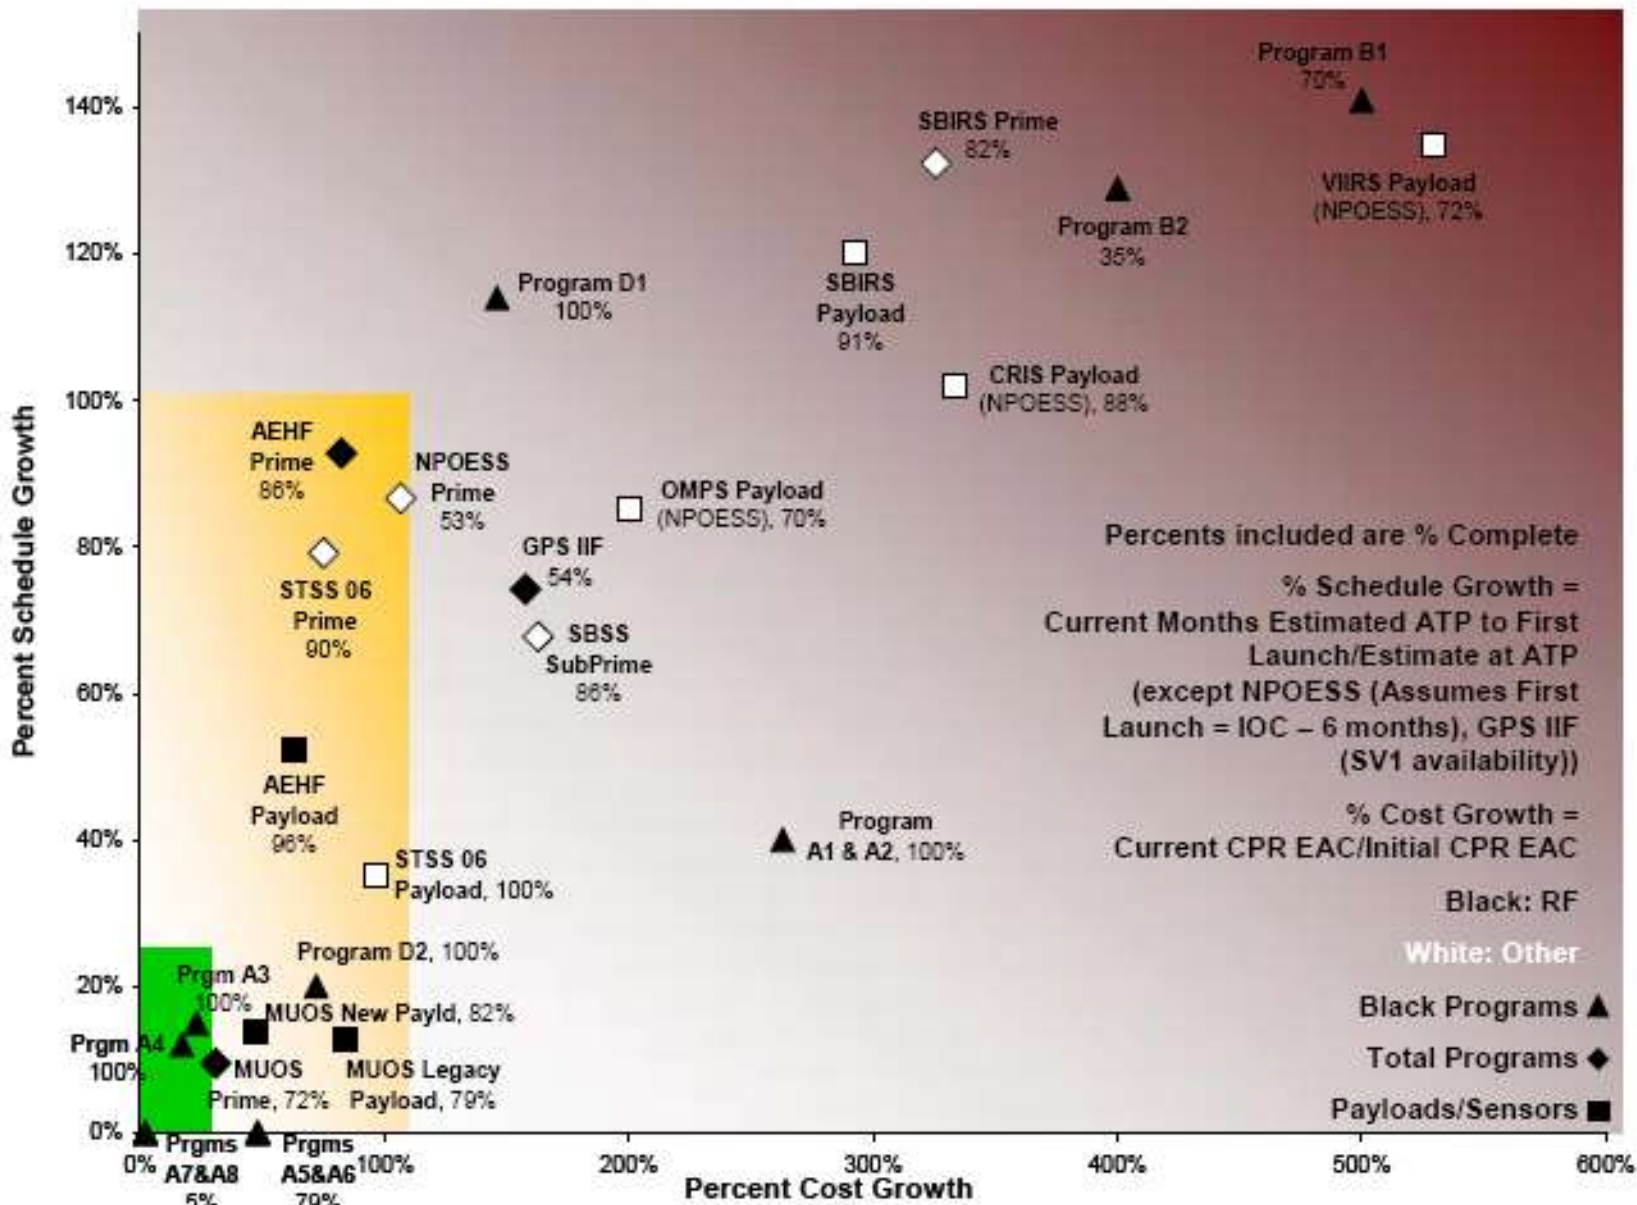 Program B1
70%
140%
SBIRS Prime
82%
VIIRS Payload
(NPOESS), 72%
Program B2
35%
120%
SBIRS
Payload
91%
Program D1
100%
CRIS Payload
(NPOESS), 88%
100%
AEHF
Prime
86%
NPOESS
Prime
53%
OMPS Payload
(NPOESS), 70%
80%
GPS IIF
54%
STSS 06
Prime
90%
SBSS
SubPrime
86%
60%
AEHF
Payload
96%
40%
Program
A1 & A2, 100%
STSS 06
Payload, 100%
Program D2, 100%
20%
Prgm A3
100%
MUOS New Payld, 82%
Prgm A4
100%
MUOS
Prime, 72%
MUOS Legacy
Payload, 79%
0%
Prgms
A7&A8
5%
Prgms
A5&A6
79%
Percent Schedule Growth
0%
100%
200%
300%
400%
500%
600%
Percent Cost Growth
Percents included are % Complete
% Schedule Growth =
Current Months Estimated ATP to First
Launch/Estimate at ATP
(except NPOESS (Assumes First
Launch = IOC – 6 months), GPS IIF
(SV1 availability))
% Cost Growth =
Current CPR EAC/Initial CPR EAC
Black: RF
White: Other
Black Programs
Total Programs
Payloads/Sensors